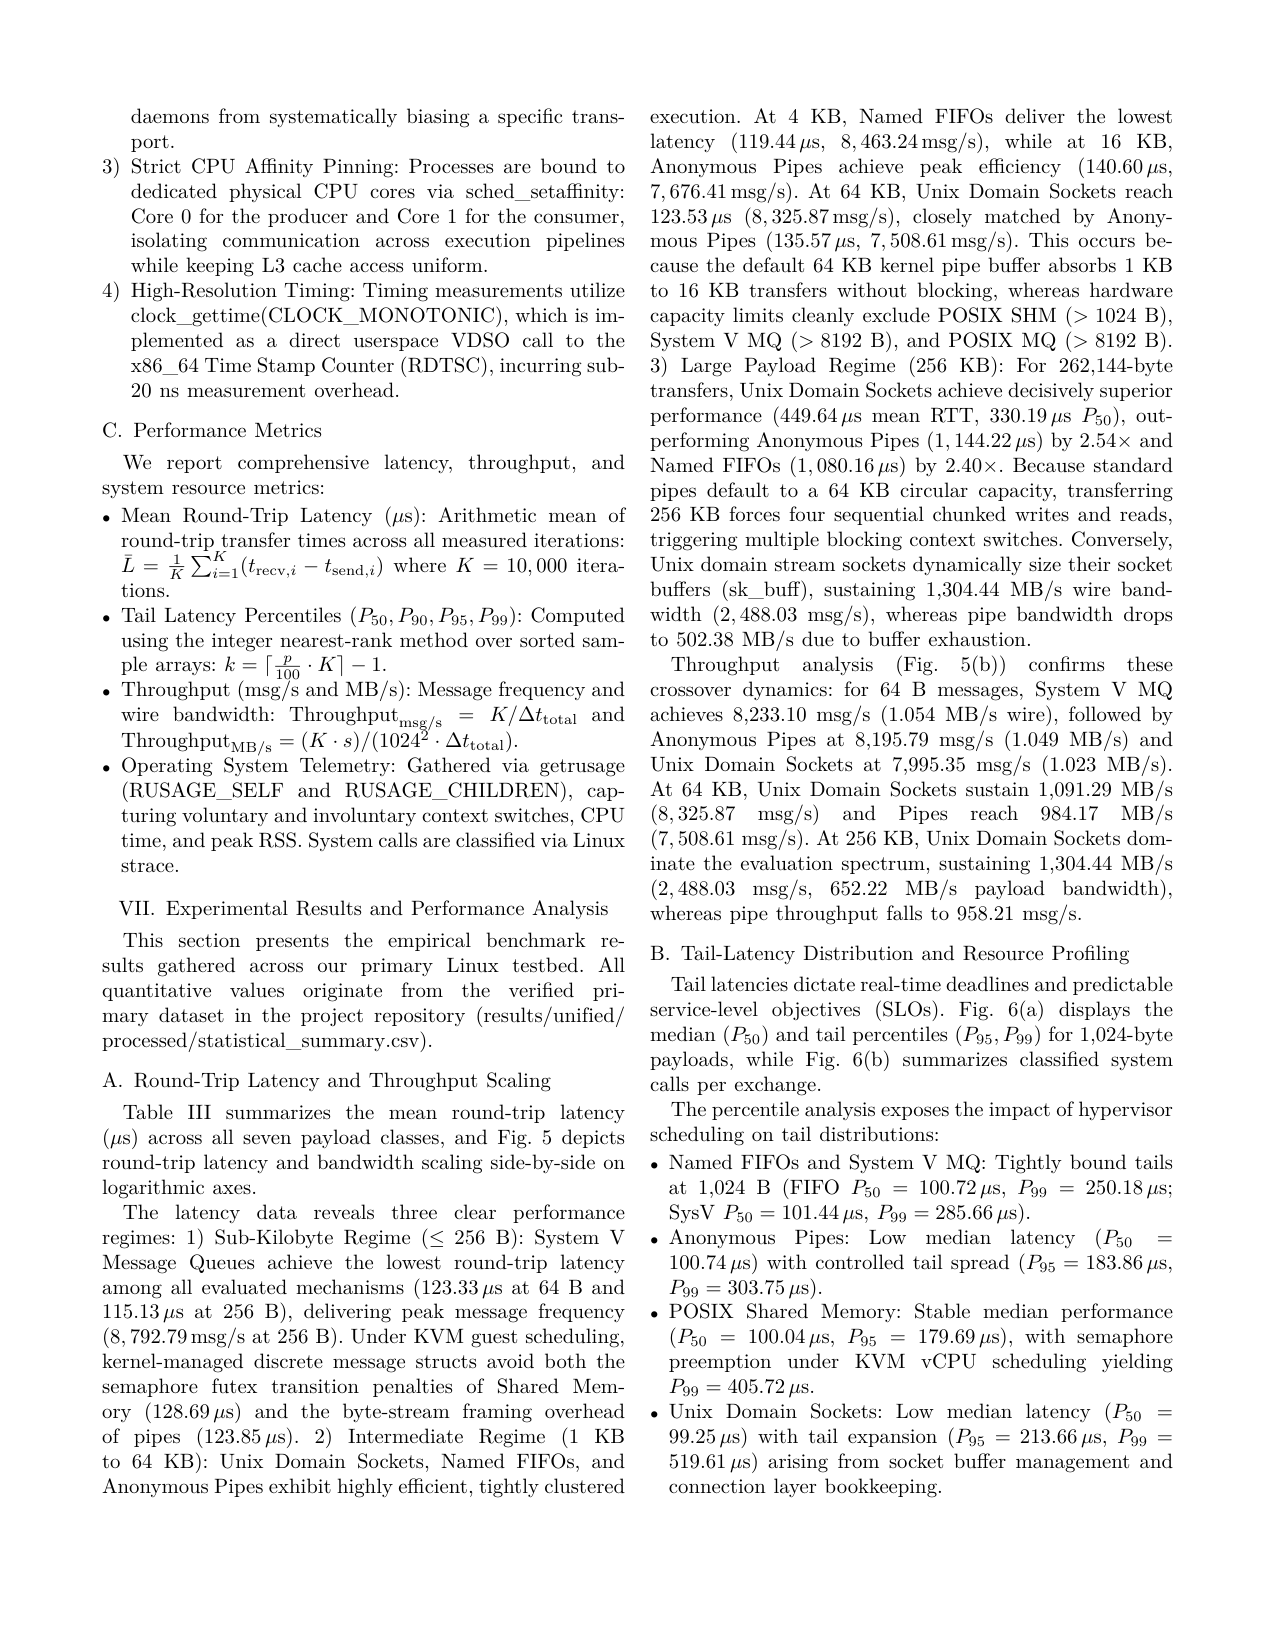 daemons from systematically biasing a specific trans-
port.
3) Strict CPU Affinity Pinning: Processes are bound to
dedicated physical CPU cores via sched_setaffinity:
Core 0 for the producer and Core 1 for the consumer,
isolating communication across execution pipelines
while keeping L3 cache access uniform.
4) High-Resolution Timing: Timing measurements utilize
clock_gettime(CLOCK_MONOTONIC), which is im-
plemented as a direct userspace VDSO call to the
x86_64 Time Stamp Counter (RDTSC), incurring sub-
20 ns measurement overhead.
C. Performance Metrics
We report comprehensive latency, throughput, and
system resource metrics:
• Mean Round-Trip Latency (μs): Arithmetic mean of
round-trip transfer times across all measured iterations:
L̄ = 1/K ∑_{i=1}^{K}(t_{recv,i} − t_{send,i}) where K = 10,000 itera-
tions.
• Tail Latency Percentiles (P₅₀, P₉₀, P₉₅, P₉₉): Computed
using the integer nearest-rank method over sorted sam-
ple arrays: k = ⌈p/100 · K⌉ − 1.
• Throughput (msg/s and MB/s): Message frequency and
wire bandwidth: Throughput_{msg/s} = K/Δt_{total} and
Throughput_{MB/s} = (K · s)/(1024² · Δt_{total}).
• Operating System Telemetry: Gathered via getrusage
(RUSAGE_SELF and RUSAGE_CHILDREN), cap-
turing voluntary and involuntary context switches, CPU
time, and peak RSS. System calls are classified via Linux
strace.
VII. Experimental Results and Performance Analysis
This section presents the empirical benchmark re-
sults gathered across our primary Linux testbed. All
quantitative values originate from the verified pri-
mary dataset in the project repository (results/unified/
processed/statistical_summary.csv).
A. Round-Trip Latency and Throughput Scaling
Table III summarizes the mean round-trip latency
(μs) across all seven payload classes, and Fig. 5 depicts
round-trip latency and bandwidth scaling side-by-side on
logarithmic axes.
The latency data reveals three clear performance
regimes: 1) Sub-Kilobyte Regime (≤ 256 B): System V
Message Queues achieve the lowest round-trip latency
among all evaluated mechanisms (123.33 μs at 64 B and
115.13 μs at 256 B), delivering peak message frequency
(8,792.79 msg/s at 256 B). Under KVM guest scheduling,
kernel-managed discrete message structs avoid both the
semaphore futex transition penalties of Shared Mem-
ory (128.69 μs) and the byte-stream framing overhead
of pipes (123.85 μs). 2) Intermediate Regime (1 KB
to 64 KB): Unix Domain Sockets, Named FIFOs, and
Anonymous Pipes exhibit highly efficient, tightly clustered
execution. At 4 KB, Named FIFOs deliver the lowest
latency (119.44 μs, 8,463.24 msg/s), while at 16 KB,
Anonymous Pipes achieve peak efficiency (140.60 μs,
7,676.41 msg/s). At 64 KB, Unix Domain Sockets reach
123.53 μs (8,325.87 msg/s), closely matched by Anony-
mous Pipes (135.57 μs, 7,508.61 msg/s). This occurs be-
cause the default 64 KB kernel pipe buffer absorbs 1 KB
to 16 KB transfers without blocking, whereas hardware
capacity limits cleanly exclude POSIX SHM (> 1024 B),
System V MQ (> 8192 B), and POSIX MQ (> 8192 B).
3) Large Payload Regime (256 KB): For 262,144-byte
transfers, Unix Domain Sockets achieve decisively superior
performance (449.64 μs mean RTT, 330.19 μs P₅₀), out-
performing Anonymous Pipes (1,144.22 μs) by 2.54× and
Named FIFOs (1,080.16 μs) by 2.40×. Because standard
pipes default to a 64 KB circular capacity, transferring
256 KB forces four sequential chunked writes and reads,
triggering multiple blocking context switches. Conversely,
Unix domain stream sockets dynamically size their socket
buffers (sk_buff), sustaining 1,304.44 MB/s wire band-
width (2,488.03 msg/s), whereas pipe bandwidth drops
to 502.38 MB/s due to buffer exhaustion.
Throughput analysis (Fig. 5(b)) confirms these
crossover dynamics: for 64 B messages, System V MQ
achieves 8,233.10 msg/s (1.054 MB/s wire), followed by
Anonymous Pipes at 8,195.79 msg/s (1.049 MB/s) and
Unix Domain Sockets at 7,995.35 msg/s (1.023 MB/s).
At 64 KB, Unix Domain Sockets sustain 1,091.29 MB/s
(8,325.87 msg/s) and Pipes reach 984.17 MB/s
(7,508.61 msg/s). At 256 KB, Unix Domain Sockets dom-
inate the evaluation spectrum, sustaining 1,304.44 MB/s
(2,488.03 msg/s, 652.22 MB/s payload bandwidth),
whereas pipe throughput falls to 958.21 msg/s.
B. Tail-Latency Distribution and Resource Profiling
Tail latencies dictate real-time deadlines and predictable
service-level objectives (SLOs). Fig. 6(a) displays the
median (P₅₀) and tail percentiles (P₉₅, P₉₉) for 1,024-byte
payloads, while Fig. 6(b) summarizes classified system
calls per exchange.
The percentile analysis exposes the impact of hypervisor
scheduling on tail distributions:
• Named FIFOs and System V MQ: Tightly bound tails
at 1,024 B (FIFO P₅₀ = 100.72 μs, P₉₉ = 250.18 μs;
SysV P₅₀ = 101.44 μs, P₉₉ = 285.66 μs).
• Anonymous Pipes: Low median latency (P₅₀ =
100.74 μs) with controlled tail spread (P₉₅ = 183.86 μs,
P₉₉ = 303.75 μs).
• POSIX Shared Memory: Stable median performance
(P₅₀ = 100.04 μs, P₉₅ = 179.69 μs), with semaphore
preemption under KVM vCPU scheduling yielding
P₉₉ = 405.72 μs.
• Unix Domain Sockets: Low median latency (P₅₀ =
99.25 μs) with tail expansion (P₉₅ = 213.66 μs, P₉₉ =
519.61 μs) arising from socket buffer management and
connection layer bookkeeping.